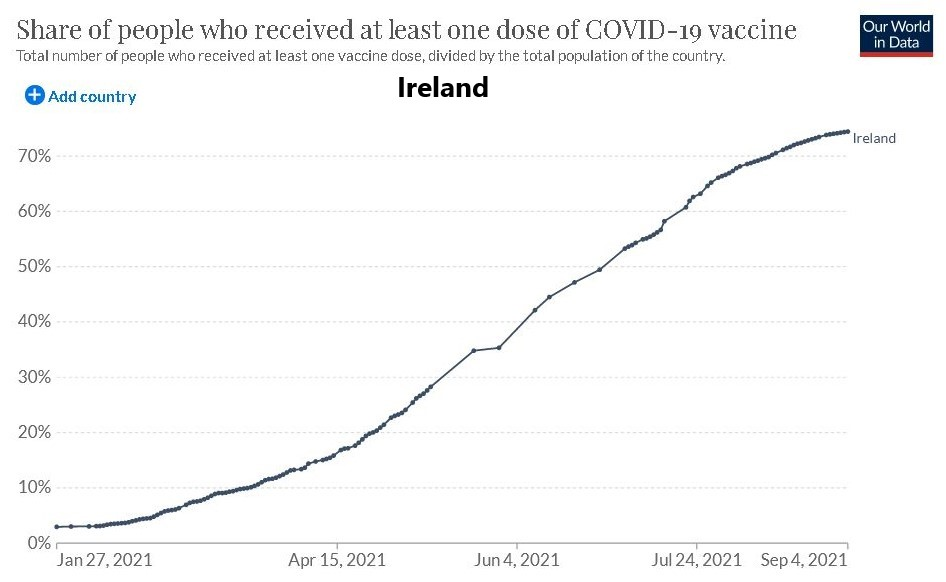 Share of people who received at least one dose of COVID-19 vaccine
Our World
in Data
Total number of people who received at least one vaccine dose, divided by the total population of the country.
Ireland
Add country
Ireland
70%
60%
50%
40%
30%
20%
10%
0%
Jan 27, 2021 Apr 15, 2021 Jun 4, 2021 Jul 24, 2021 Sep 4, 2021